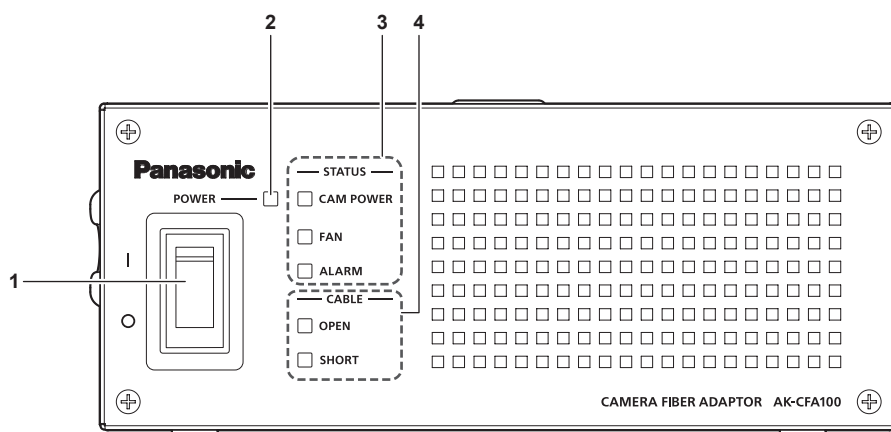 2 3 4
Panasonic
STATUS
POWER
CAM POWER
FAN
1
I
ALARM
CABLE
O
OPEN
SHORT
CAMERA FIBER ADAPTOR AK-CFA100